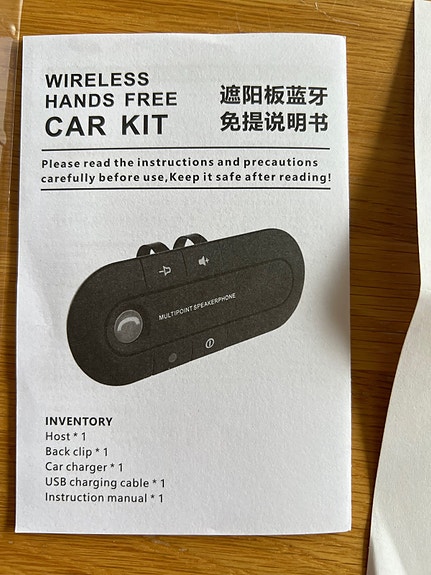 WIRELESS
HANDS FREE
CAR KIT
遮阳板蓝牙
免提说明书
Please read the instructions and precautions
carefully before use,Keep it safe after reading!
MULTIPOINT SPEAKERPHONE
INVENTORY
Host * 1
Back clip * 1
Car charger * 1
USB charging cable * 1
Instruction manual * 1